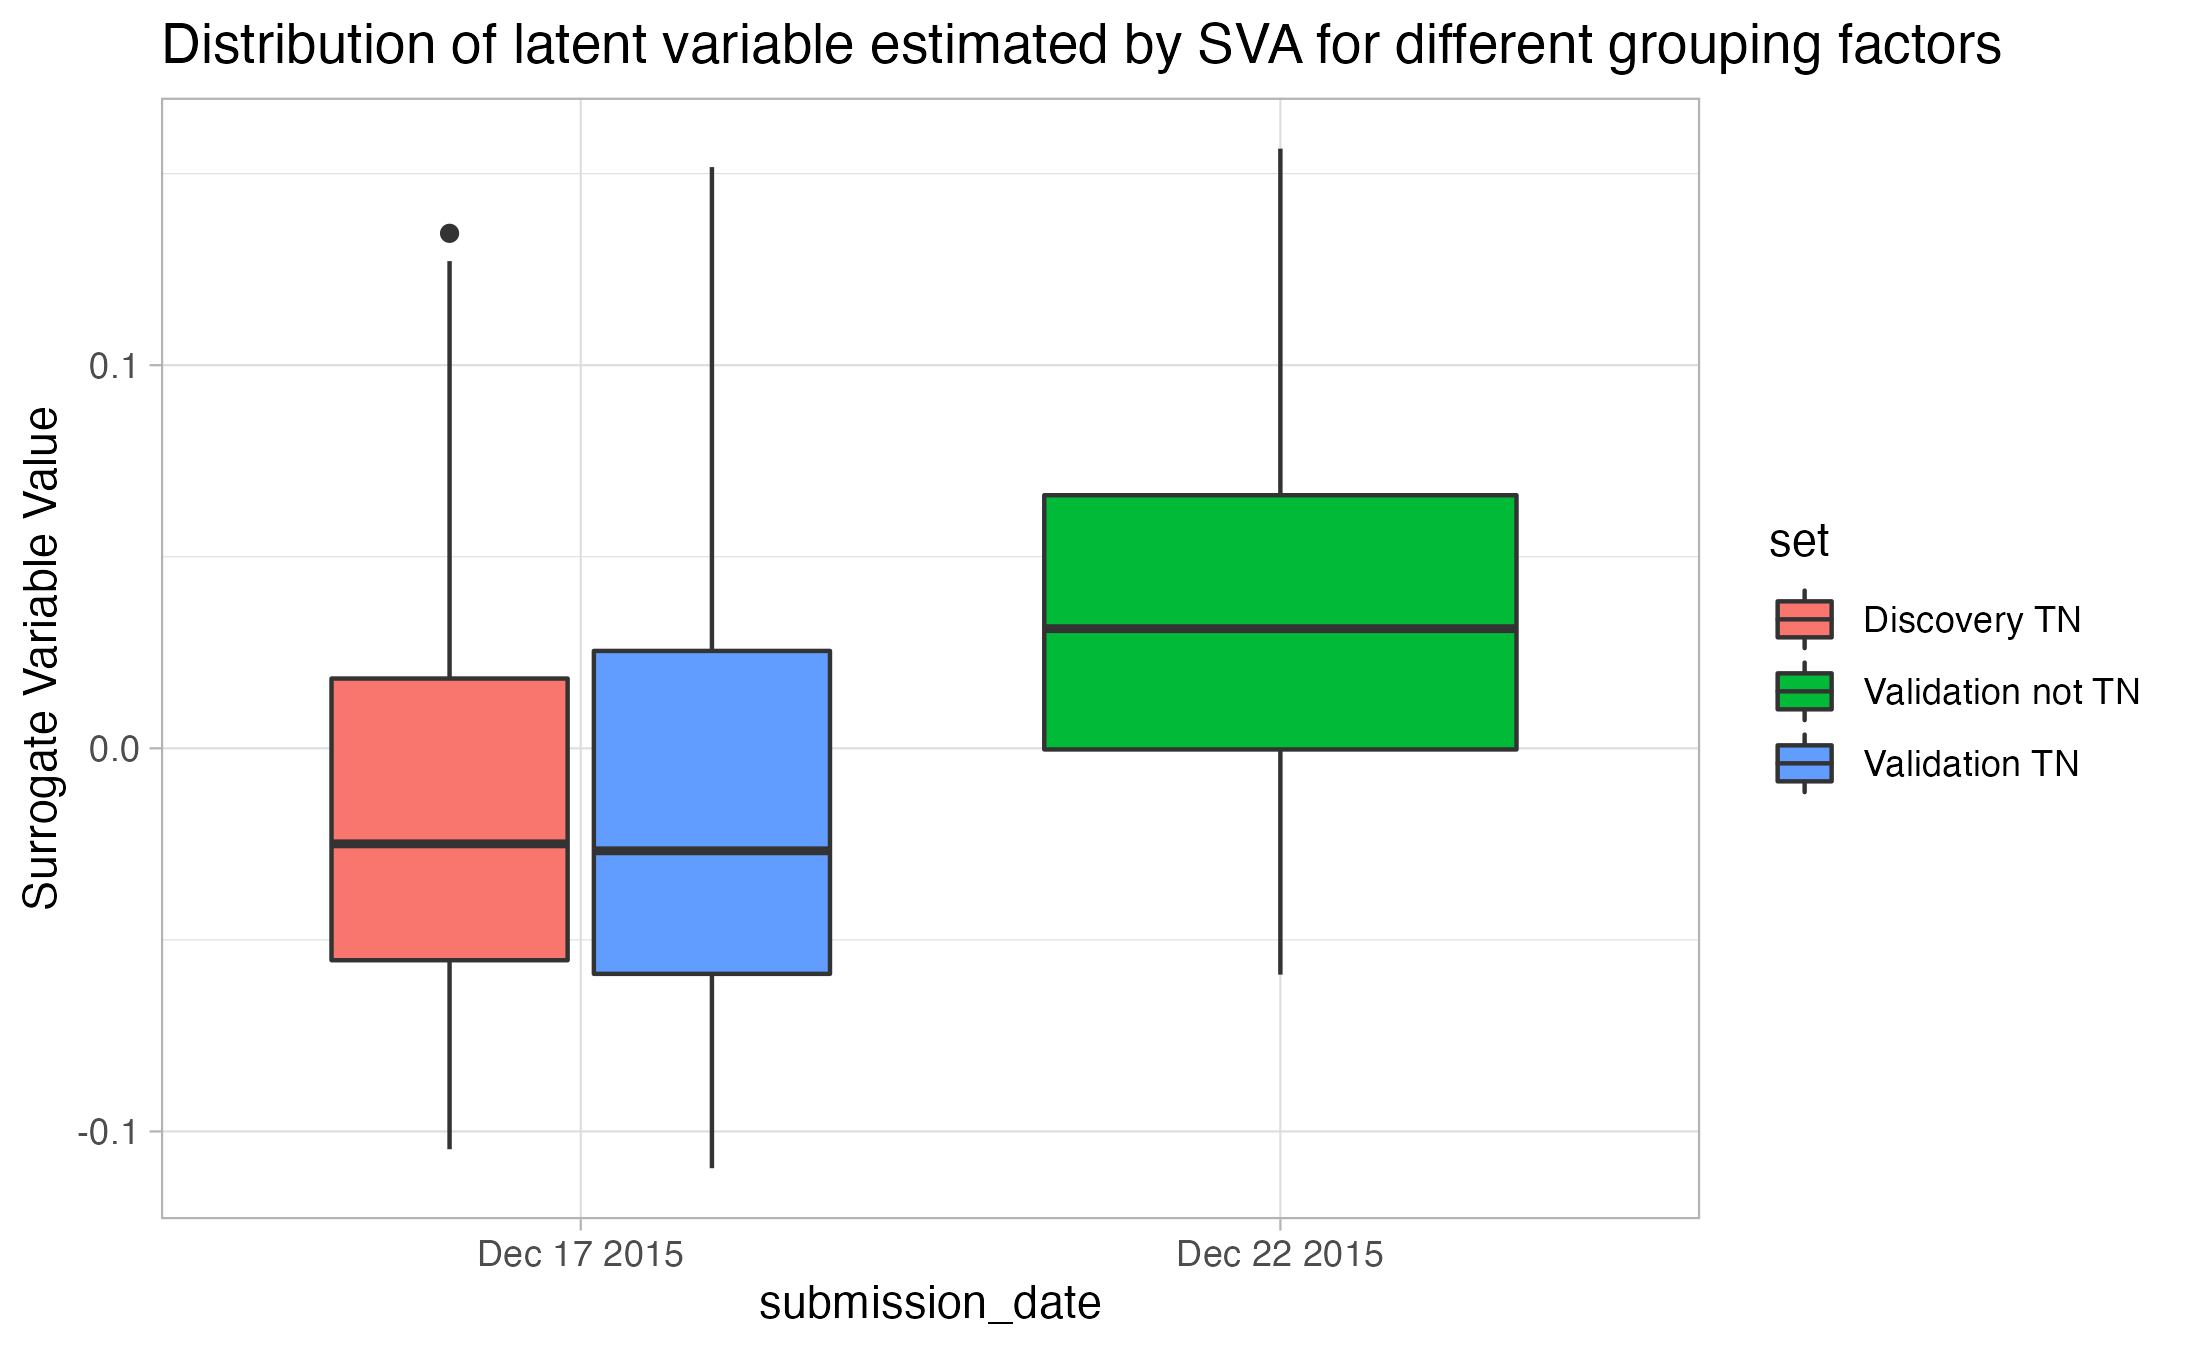 Distribution of latent variable estimated by SVA for different grouping factors
Surrogate Variable Value
0.1
0.0
-0.1
Dec 17 2015
Dec 22 2015
submission_date
set
Discovery TN
Validation not TN
Validation TN